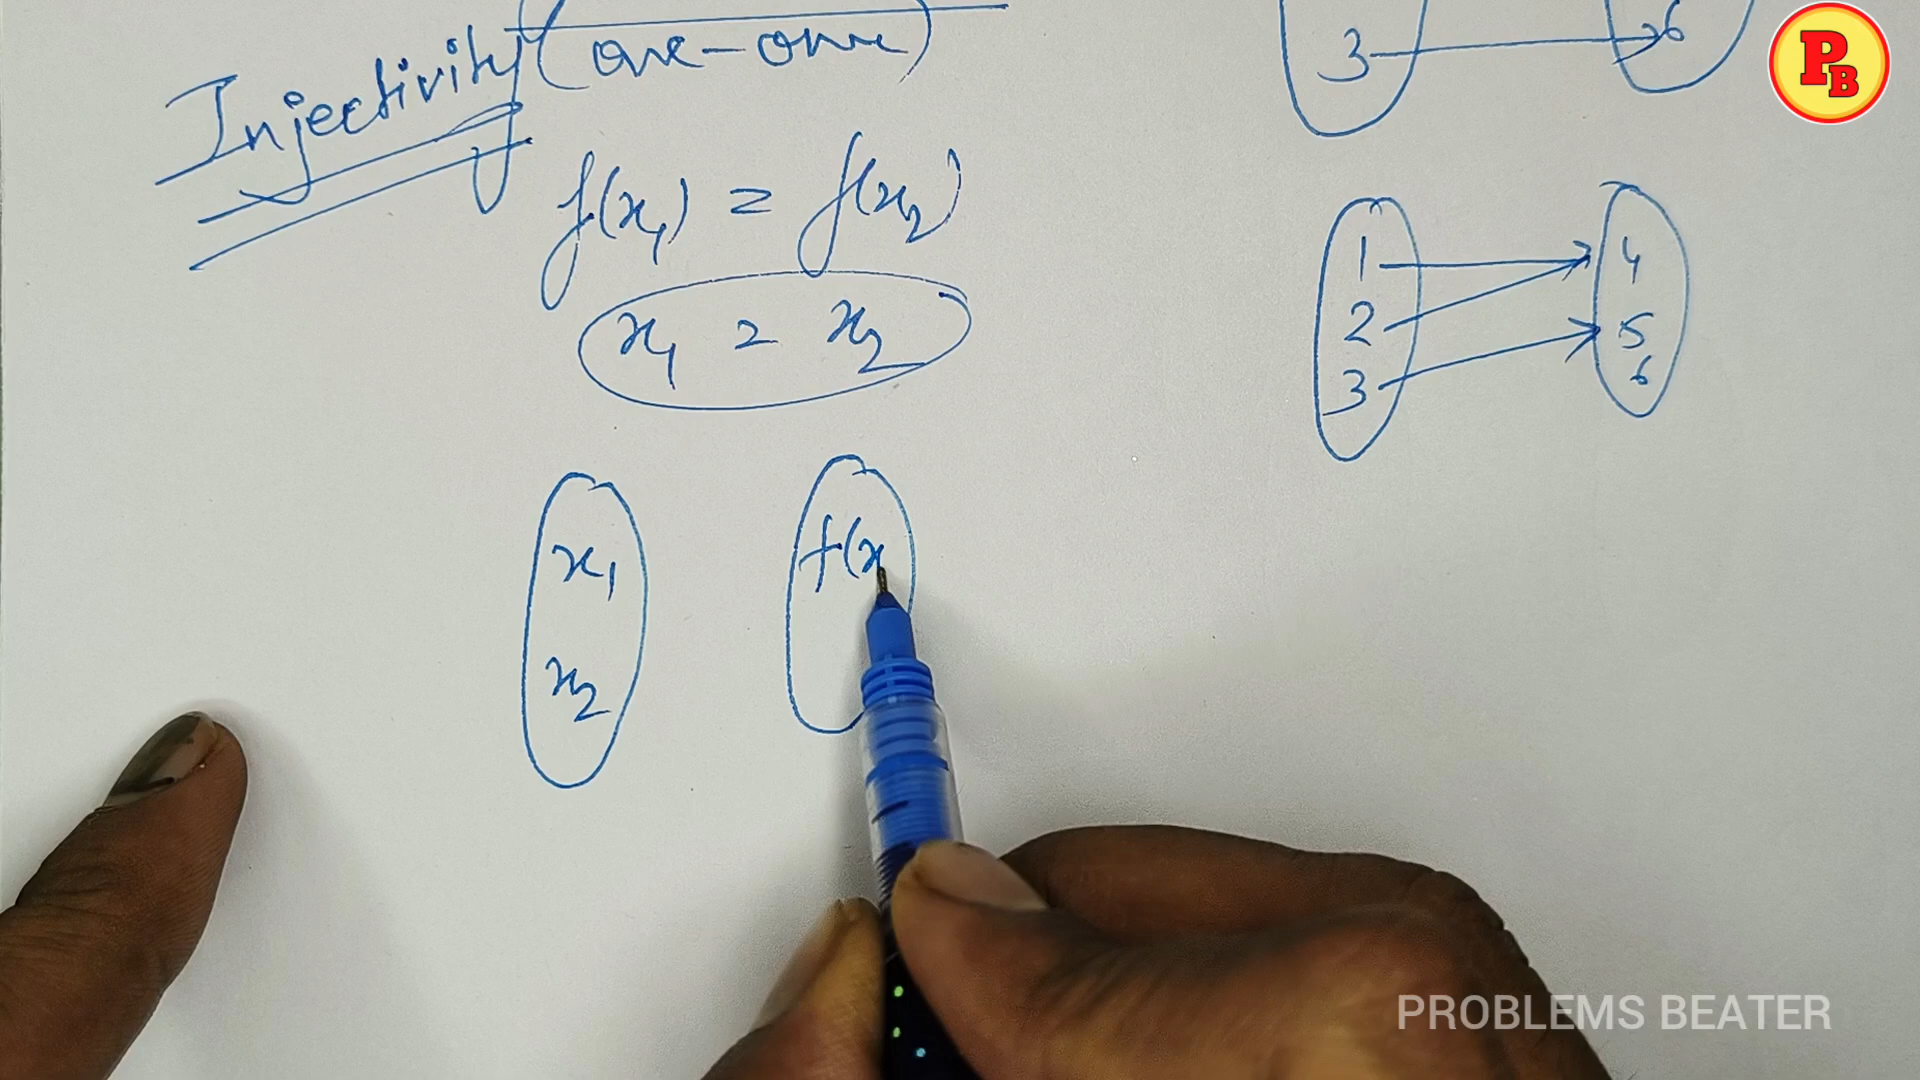 Injectivity (one-one)
f(x₁) = f(x₂)
x₁ = x₂
x₁
x₂
f(x
3 6
1 4
2 5
3 6
PB
PROBLEMS BEATER